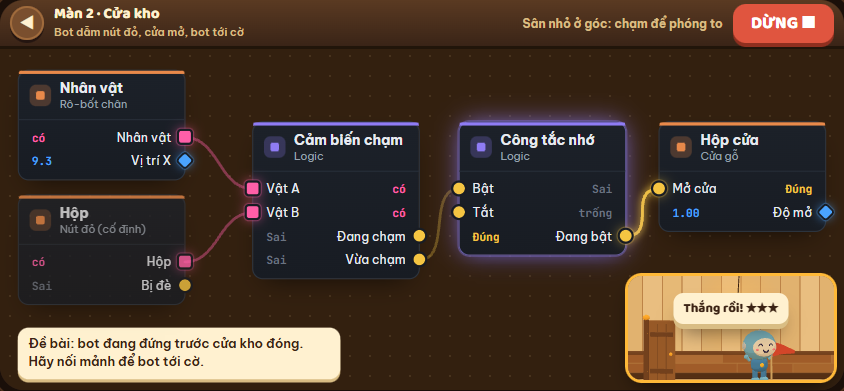 Màn 2 · Cửa kho
Bot dẫm nút đỏ, cửa mở, bot tới cờ
Sân nhỏ ở góc: chạm để phóng to
DỪNG
Nhân vật
Rô-bốt chân
có Nhân vật
9.3 Vị trí X
Hộp
Nút đỏ (cố định)
có Hộp
Sai Bị đè
Cảm biến chạm
Logic
Vật A có
Vật B có
Sai Đang chạm
Sai Vừa chạm
Công tắc nhớ
Logic
Bật Sai
Tắt trống
Đúng Đang bật
Hộp cửa
Cửa gỗ
Mở cửa Đúng
1.00 Độ mở
Đề bài: bot đang đứng trước cửa kho đóng.
Hãy nối mảnh để bot tới cờ.
Thắng rồi! ★★★